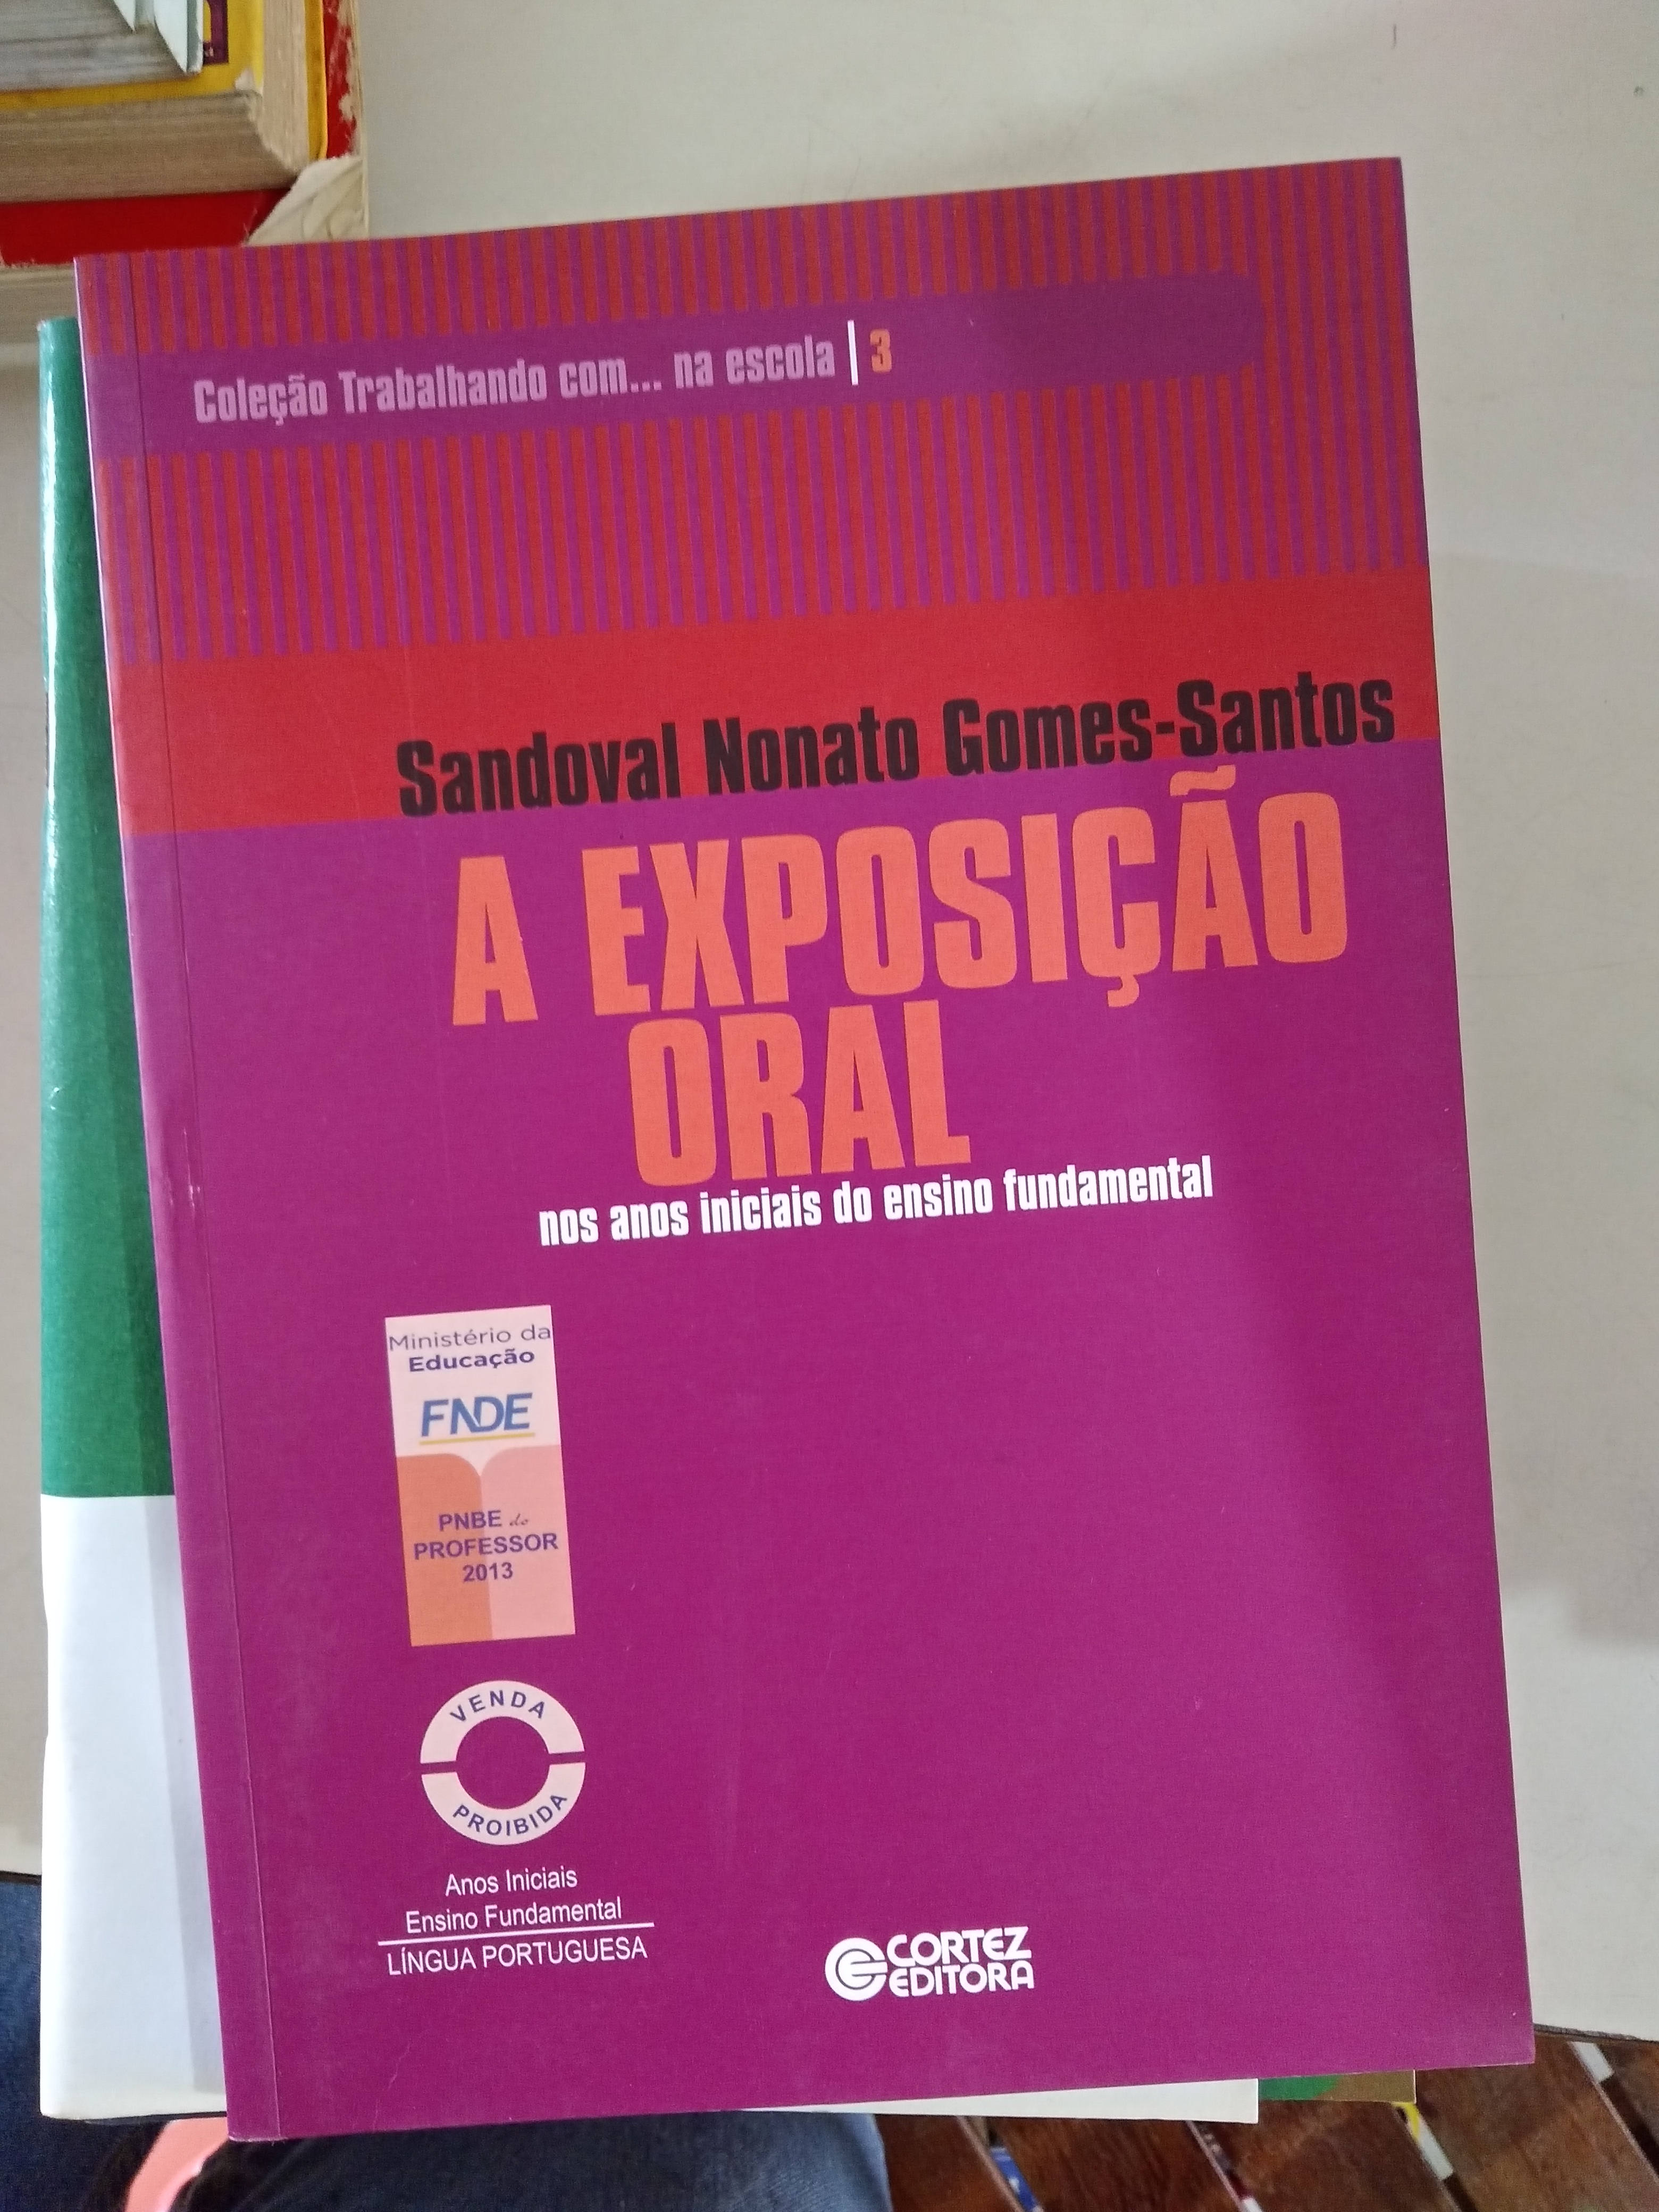 Coleção Trabalhando com... na escola | 3
Sandoval Nonato Gomes-Santos
A EXPOSIÇÃO
ORAL
nos anos iniciais do ensino fundamental
Ministério da
Educação
FNDE
PNBE do
PROFESSOR
2013
VENDA
PROIBIDA
Anos Iniciais
Ensino Fundamental
LÍNGUA PORTUGUESA
CORTEZ
EDITORA